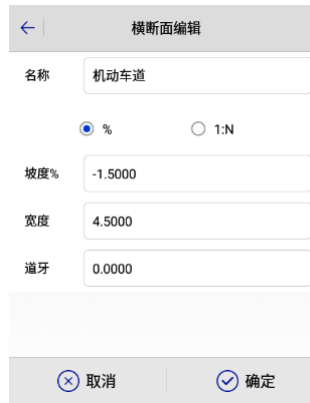 横断面编辑
名称 机动车道
% 1:N
坡度% -1.5000
宽度 4.5000
道牙 0.0000
取消 确定